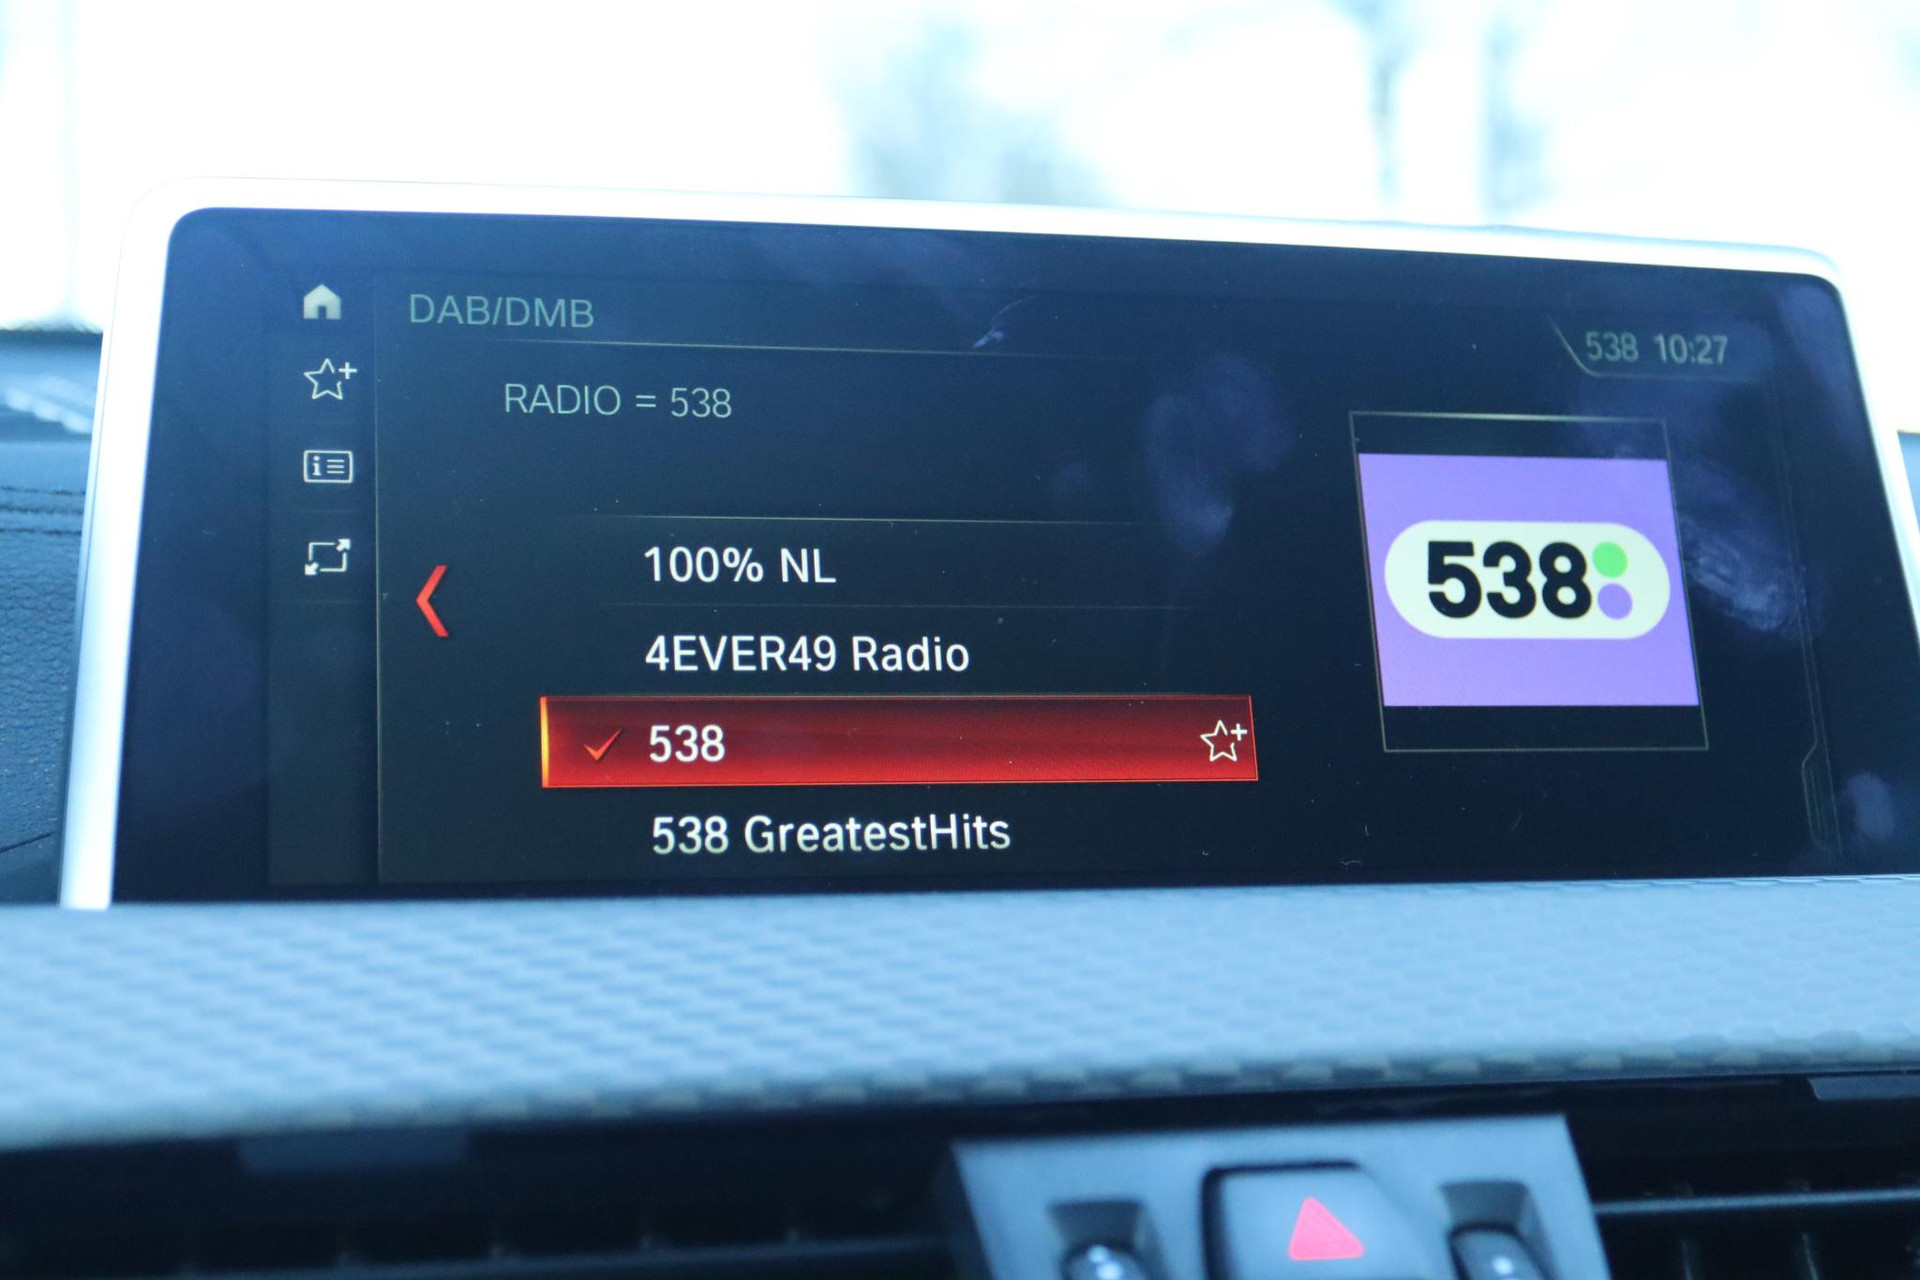 DAB/DMB
538 10:27
RADIO = 538
100% NL
4EVER49 Radio
538
538 GreatestHits
538